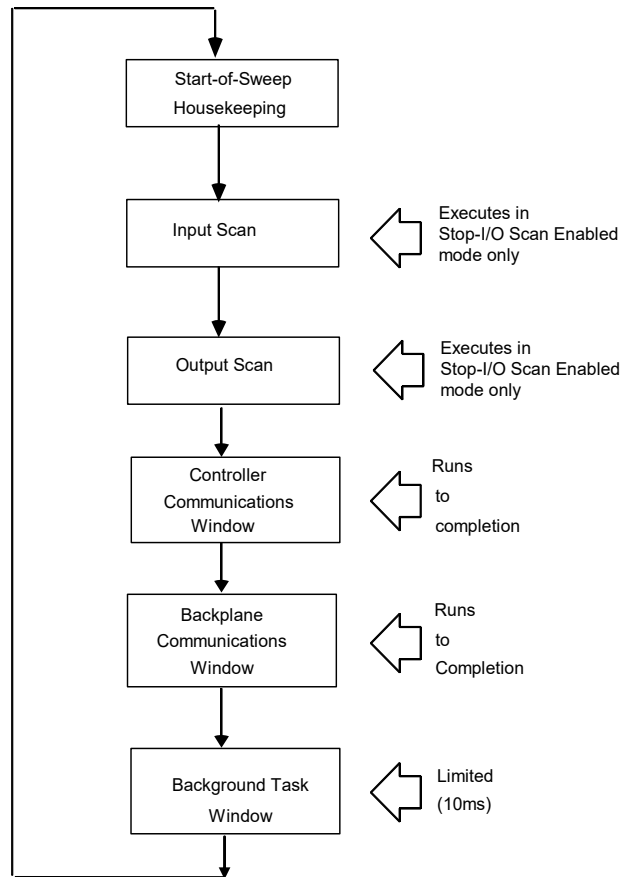 Start-of-Sweep
Housekeeping
Input Scan
Executes in
Stop-I/O Scan Enabled
mode only
Output Scan
Executes in
Stop-I/O Scan Enabled
mode only
Controller
Communications
Window
Runs
to
completion
Backplane
Communications
Window
Runs
to
Completion
Background Task
Window
Limited
(10ms)